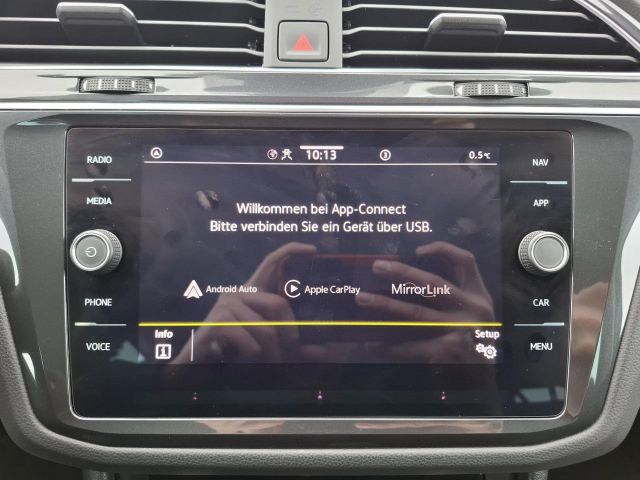 RADIO
MEDIA
PHONE
VOICE
10:13
3
0,5°C
Willkommen bei App-Connect
Bitte verbinden Sie ein Gerät über USB.
Android Auto
Apple CarPlay
MirrorLink
Info
Setup
NAV
APP
CAR
MENU